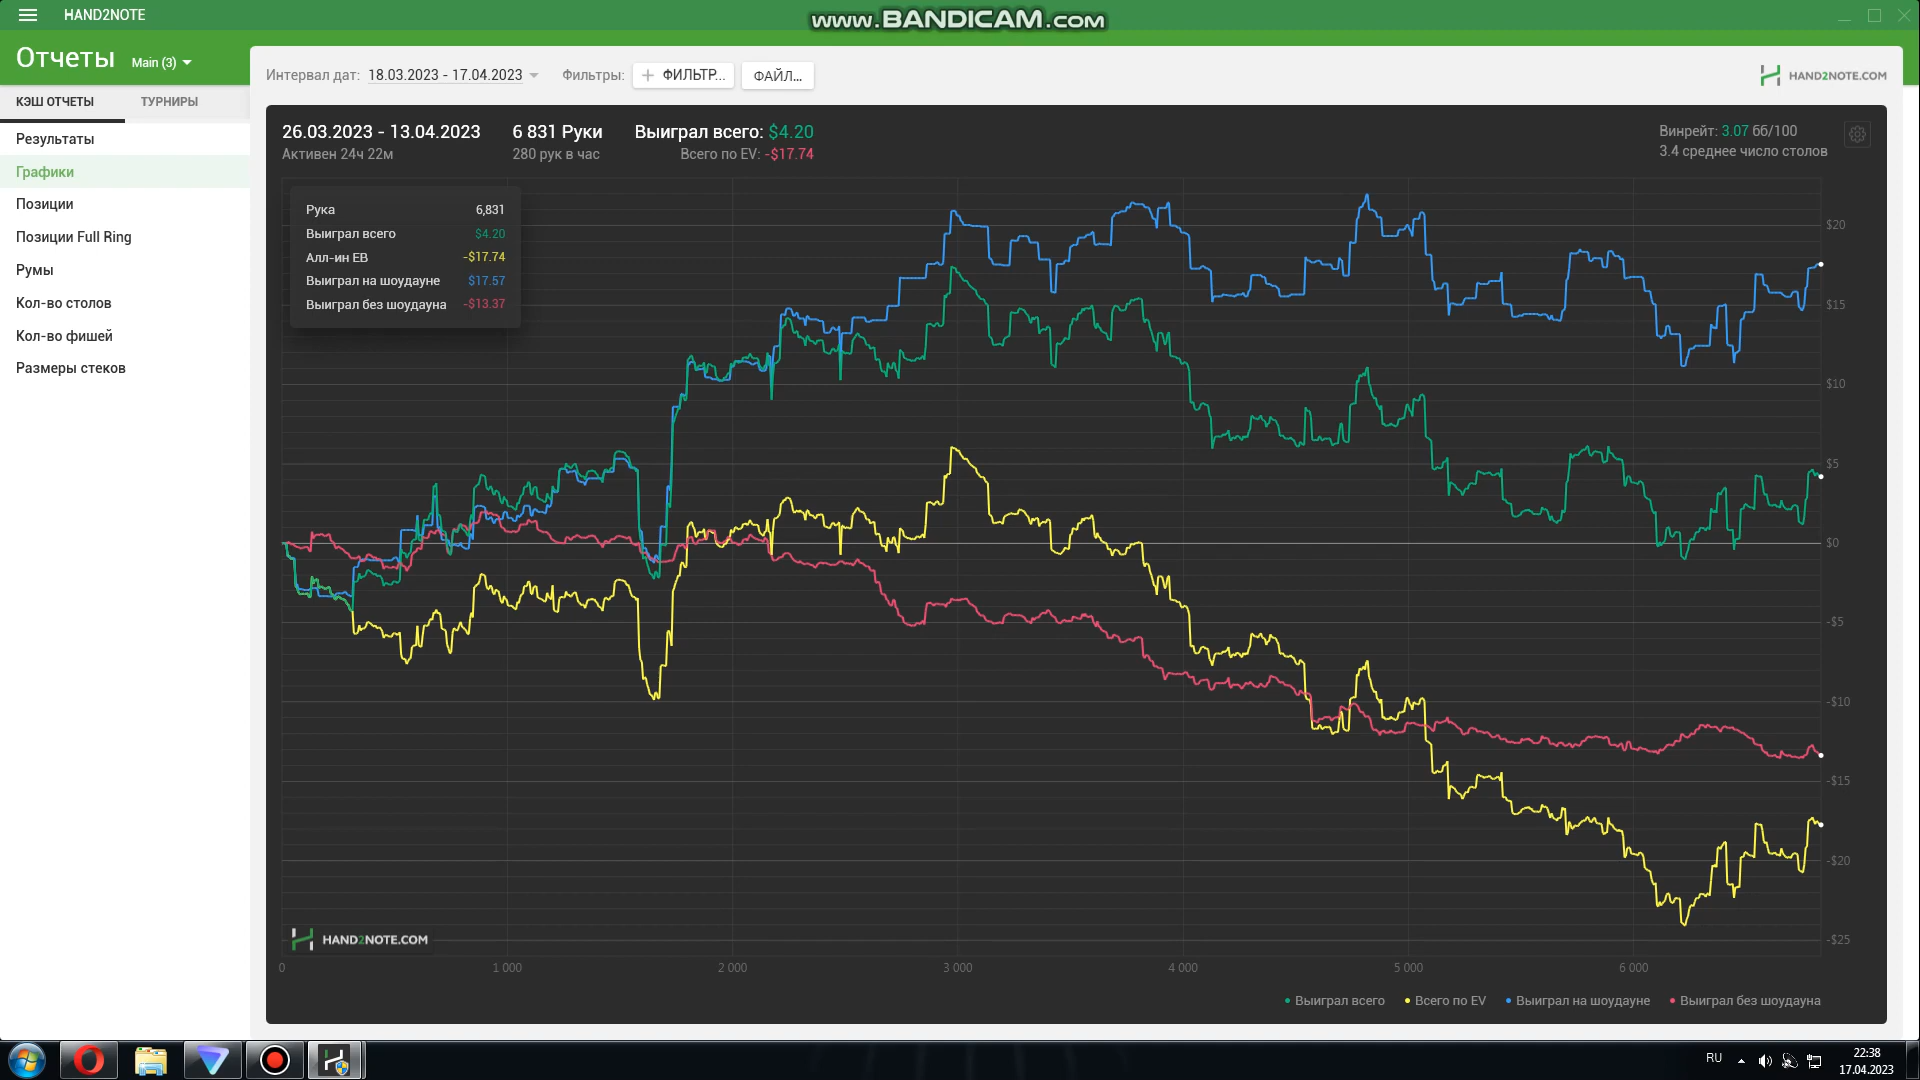 HAND2NOTE
www.BANDICAM.com
Отчеты Main (3)
Интервал дат: 18.03.2023 - 17.04.2023 Фильтры: + ФИЛЬТР... ФАЙЛ...
HAND2NOTE.COM
КЭШ ОТЧЕТЫ ТУРНИРЫ
Результаты
Графики
Позиции
Позиции Full Ring
Румы
Кол-во столов
Кол-во фишей
Размеры стеков
26.03.2023 - 13.04.2023 6 831 Руки Выиграл всего: $4.20
Активен 24ч 22м 280 рук в час Всего по EV: -$17.74
Винрейт: 3.07 бб/100
3.4 среднее число столов
Рука 6,831
Выиграл всего $4.20
Алл-ин ЕВ -$17.74
Выиграл на шоудауне $17.57
Выиграл без шоудауна -$13.37
$20
$15
$10
$5
$0
-$5
-$10
-$15
-$20
-$25
HAND2NOTE.COM
0 1 000 2 000 3 000 4 000 5 000 6 000
Выиграл всего Всего по EV Выиграл на шоудауне Выиграл без шоудауна
RU
22:38
17.04.2023